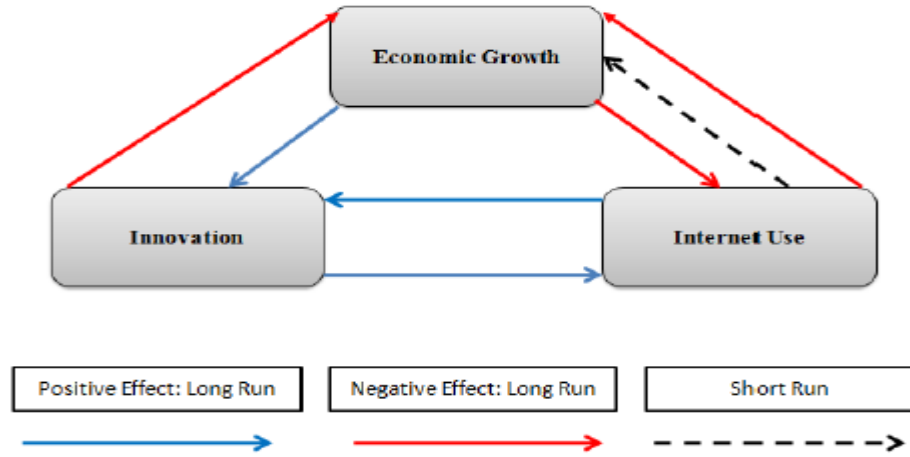 Economic Growth
Innovation
Internet Use
Positive Effect: Long Run
Negative Effect: Long Run
Short Run